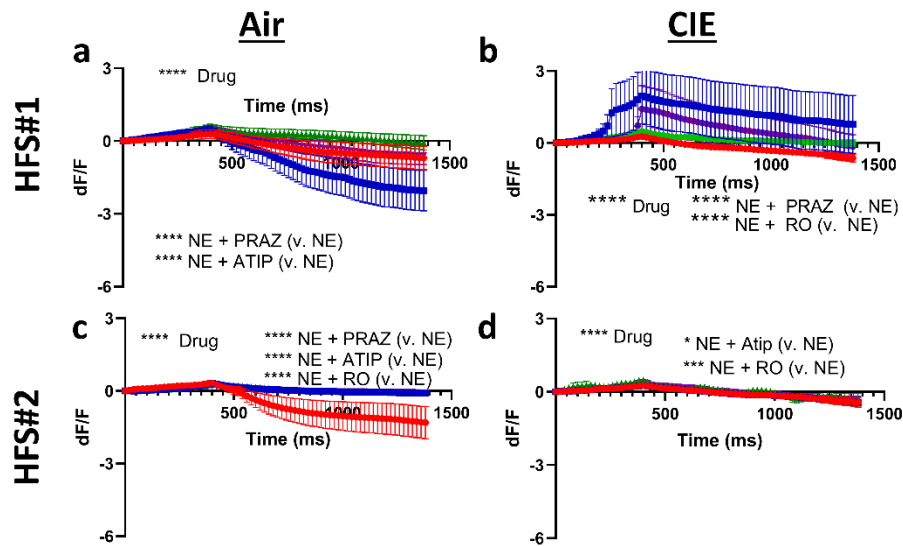 Air
CIE
HFS#1
a
**** Drug
3
0
-3
-6
dF/F
Time (ms)
500
1000
1500
**** NE + PRAZ (v. NE)
**** NE + ATIP (v. NE)
b
3
0
-3
-6
dF/F
500
1000
1500
Time (ms)
**** Drug
**** NE + PRAZ (v. NE)
**** NE + RO (v. NE)
HFS#2
c
**** Drug
**** NE + PRAZ (v. NE)
**** NE + ATIP (v. NE)
**** NE + RO (v. NE)
3
0
-3
-6
dF/F
500
1000
1500
Time (ms)
d
**** Drug
* NE + Atip (v. NE)
*** NE + RO (v. NE)
3
0
-3
-6
dF/F
500
1000
1500
Time (ms)